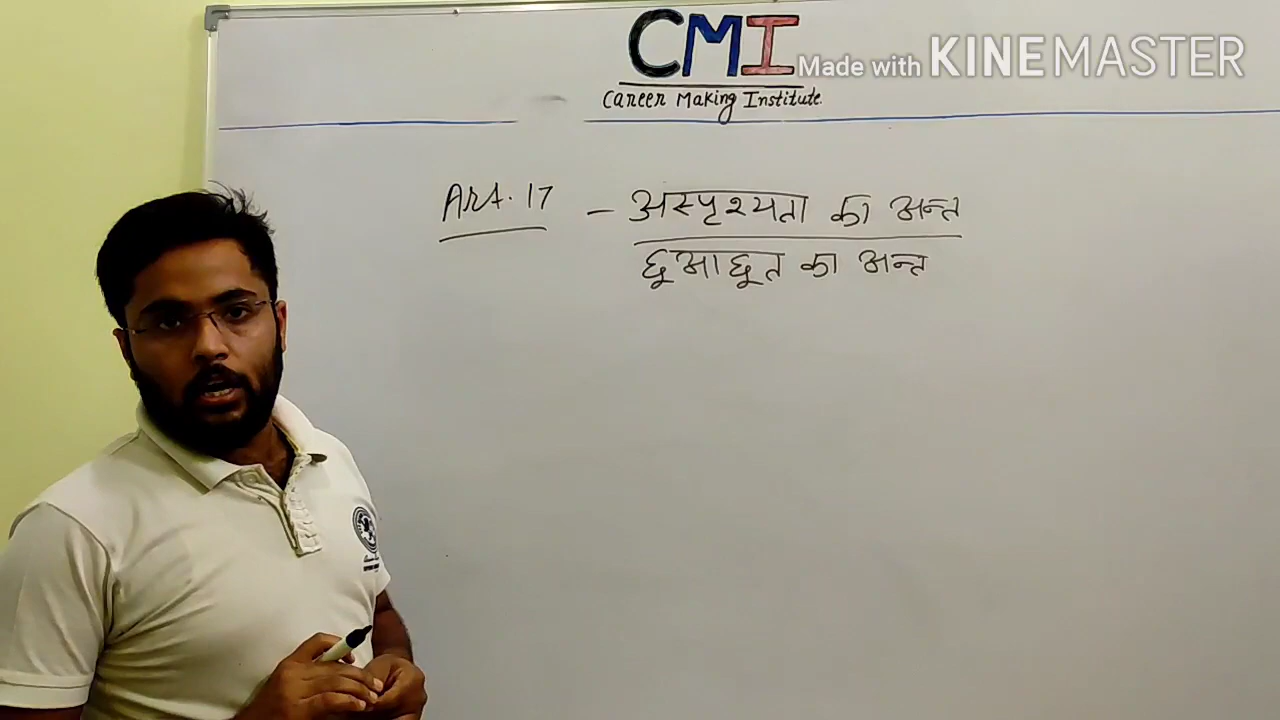 CMI
Made with KINEMASTER
Career Making Institute.
Art. 17 – अस्पृश्यता का अन्त
छूआछूत का अन्त